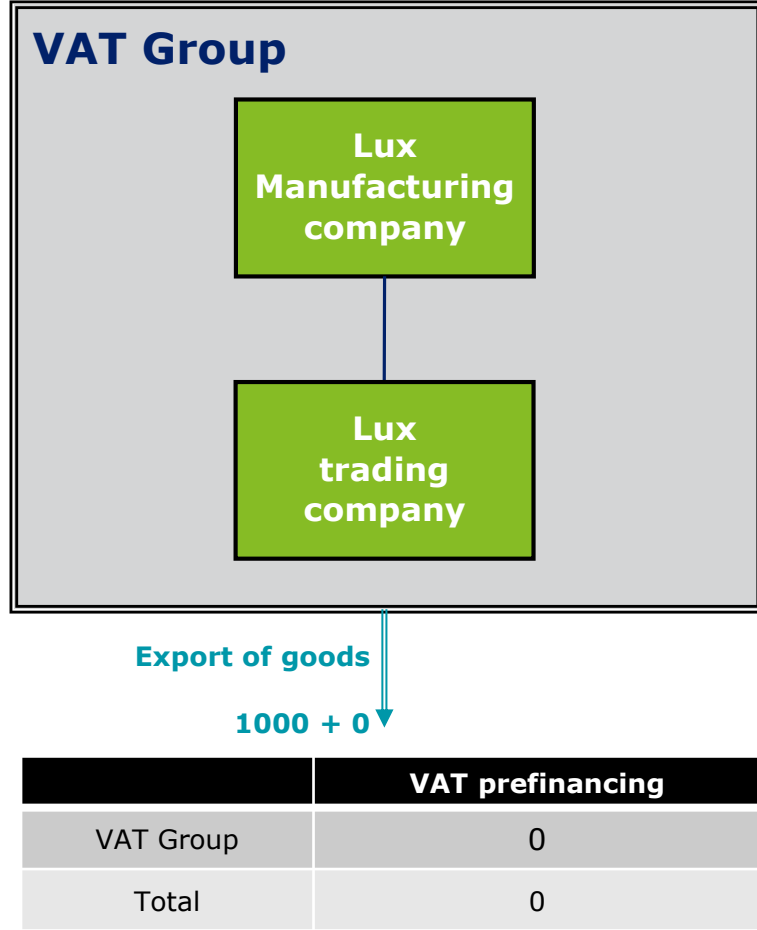 VAT Group
Lux
Manufacturing
company
Lux
trading
company
Export of goods
1000 + 0
VAT prefinancing
VAT Group 0
Total 0